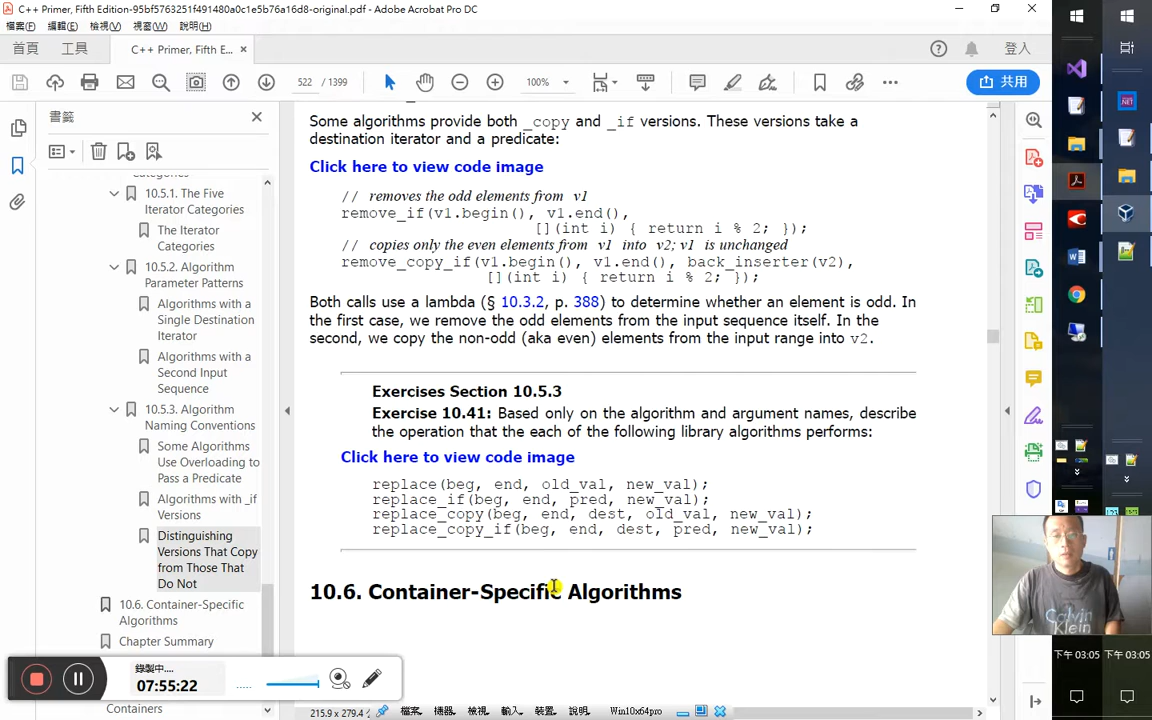 C++ Primer, Fifth Edition-95bf5763251f491480a0c1e5b76a16d8-original.pdf - Adobe Acrobat Pro DC
檔案(F) 編輯(E) 檢視(V) 視窗(W) 說明(H)
首頁 工具 C++ Primer, Fifth E... × 登入
522 / 1399 100% 共用
書籤
Categories
10.5.1. The Five
Iterator Categories
The Iterator
Categories
10.5.2. Algorithm
Parameter Patterns
Algorithms with a
Single Destination
Iterator
Algorithms with a
Second Input
Sequence
10.5.3. Algorithm
Naming Conventions
Some Algorithms
Use Overloading to
Pass a Predicate
Algorithms with _if
Versions
Distinguishing
Versions That Copy
from Those That
Do Not
10.6. Container-Specific
Algorithms
Chapter Summary
Containers
Some algorithms provide both _copy and _if versions. These versions take a
destination iterator and a predicate:
Click here to view code image
// removes the odd elements from v1
remove_if(v1.begin(), v1.end(),
[](int i) { return i % 2; });
// copies only the even elements from v1 into v2; v1 is unchanged
remove_copy_if(v1.begin(), v1.end(), back_inserter(v2),
[](int i) { return i % 2; });
Both calls use a lambda (§ 10.3.2, p. 388) to determine whether an element is odd. In
the first case, we remove the odd elements from the input sequence itself. In the
second, we copy the non-odd (aka even) elements from the input range into v2.
Exercises Section 10.5.3
Exercise 10.41: Based only on the algorithm and argument names, describe
the operation that the each of the following library algorithms performs:
Click here to view code image
replace(beg, end, old_val, new_val);
replace_if(beg, end, pred, new_val);
replace_copy(beg, end, dest, old_val, new_val);
replace_copy_if(beg, end, dest, pred, new_val);
10.6. Container-Specific Algorithms
錄製中....
07:55:22
215.9 x 279.4 檔案, 機器, 檢視, 輸入, 裝置, 說明, Win10x64pro
.NET
Calvin
Klein
下午 03:05 下午 03:05